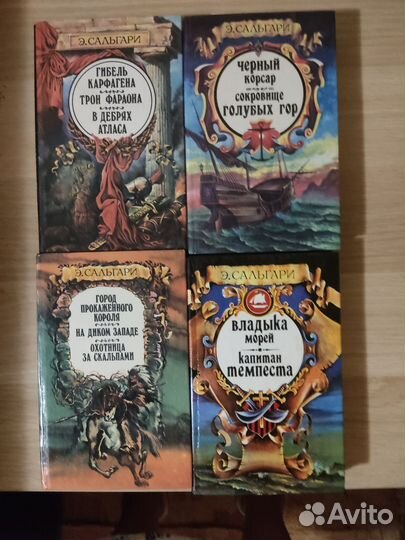 Э. САЛЬГАРИ
ГИБЕЛЬ
КАРФАГЕНА
ТРОН ФАРАОНА
В ДЕБРЯХ
АТЛАСА
Э. САЛЬГАРИ
ЧЕРНЫЙ
КОРСАР
СОКРОВИЩЕ
ГОЛУБЫХ ГОР
Э. САЛЬГАРИ
ГОРОД
ПРОКАЖЕННОГО
КОРОЛЯ
НА ДИКОМ ЗАПАДЕ
ОХОТНИЦА
ЗА СКАЛЬПАМИ
Э. САЛЬГАРИ
ВЛАДЫКА
МОРЕЙ
КАПИТАН
ТЕМПЕСТА
Avito